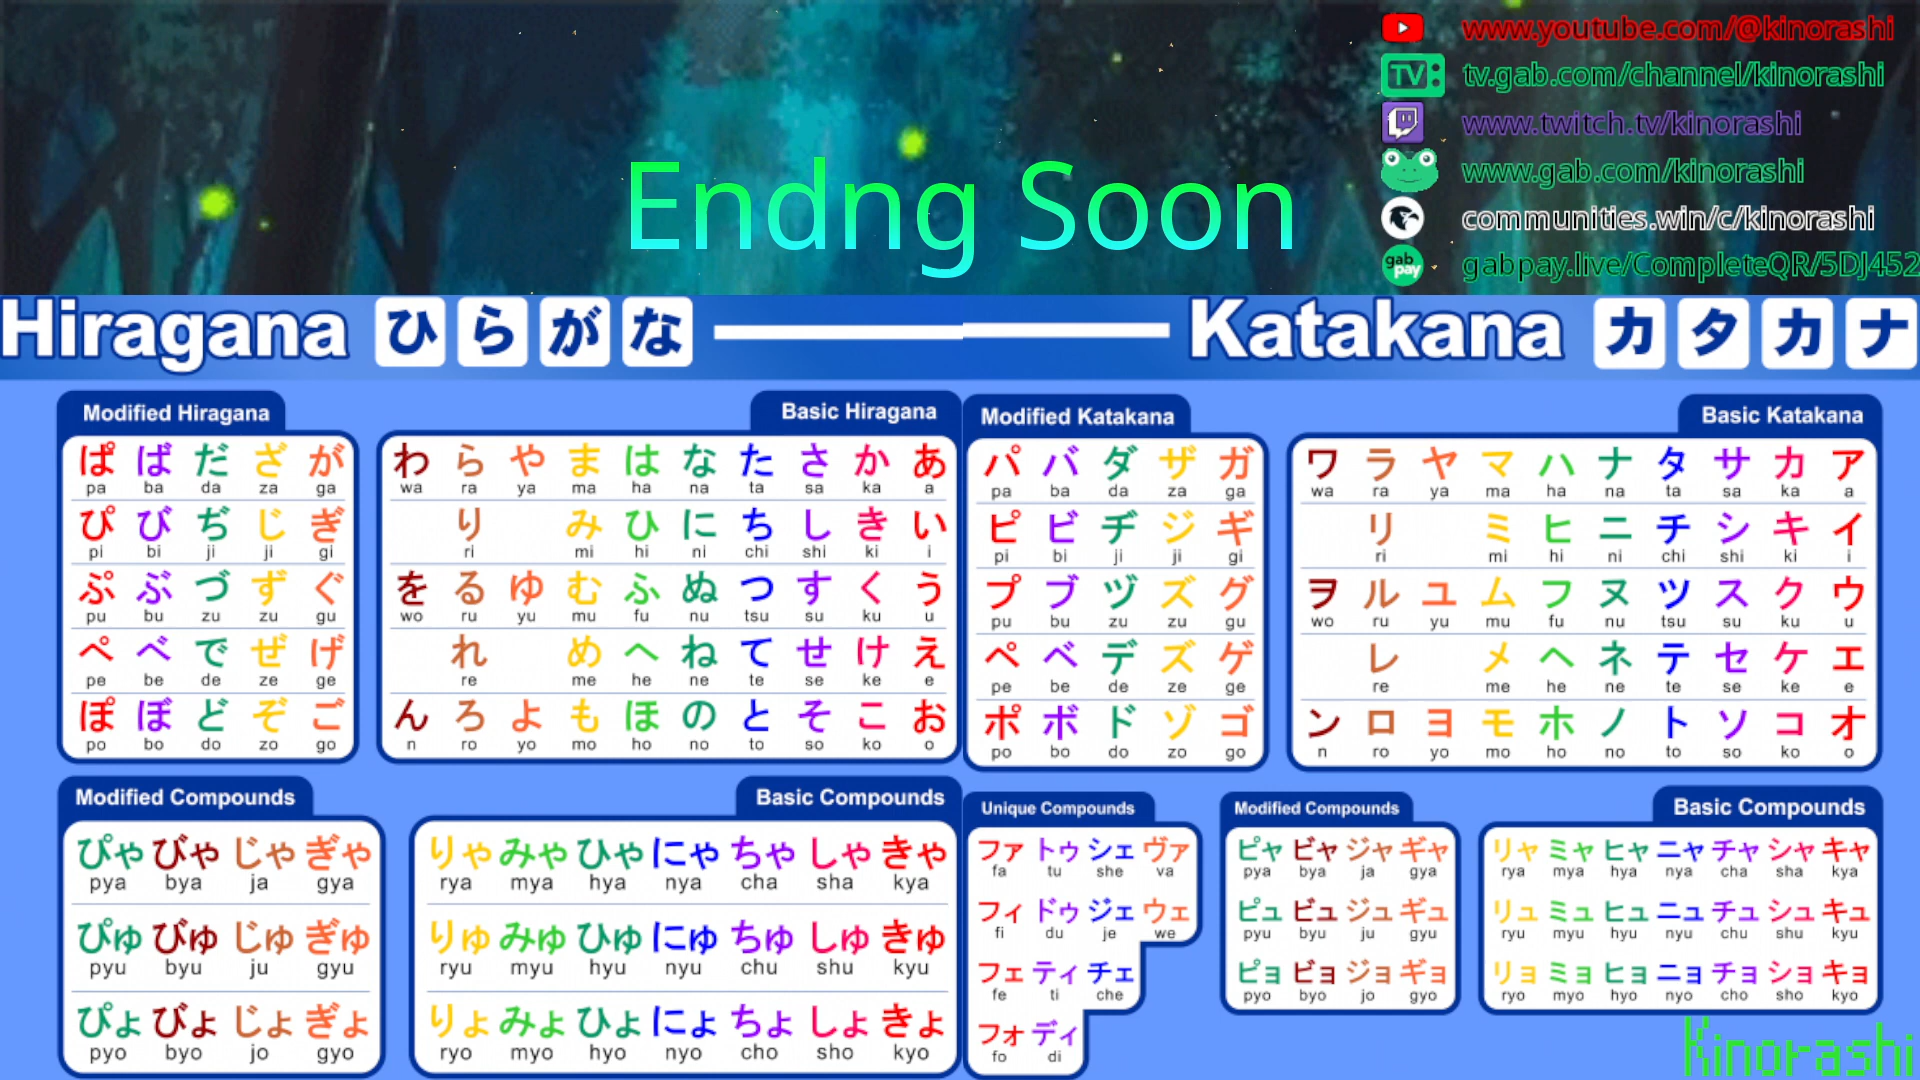 www.youtube.com/@kinorashi
TV: tv.gab.com/channel/kinorashi
www.twitch.tv/kinorashi
www.gab.com/kinorashi
communities.win/c/kinorashi
gab pay gabpay.live/CompleteQR/5DJ452
Endng Soon
Hiragana ひ ら が な
Katakana カ タ カ ナ
Modified Hiragana
ぱ ば だ ざ が
pa ba da za ga
ぴ び ぢ じ ぎ
pi bi ji ji gi
ぷ ぶ づ ず ぐ
pu bu zu zu gu
ぺ べ で ぜ げ
pe be de ze ge
ぽ ぼ ど ぞ ご
po bo do zo go
Basic Hiragana
わ ら や ま は な た さ か あ
wa ra ya ma ha na ta sa ka a
り み ひ に ち し き い
ri mi hi ni chi shi ki i
を る ゆ む ふ ぬ つ す く う
wo ru yu mu fu nu tsu su ku u
れ め へ ね て せ け え
re me he ne te se ke e
ん ろ よ も ほ の と そ こ お
n ro yo mo ho no to so ko o
Modified Katakana
パ バ ダ ザ ガ
pa ba da za ga
ピ ビ ヂ ジ ギ
pi bi ji ji gi
プ ブ ヅ ズ グ
pu bu zu zu gu
ペ ベ デ ズ ゲ
pe be de ze ge
ポ ボ ド ゾ ゴ
po bo do zo go
Basic Katakana
ワ ラ ヤ マ ハ ナ タ サ カ ア
wa ra ya ma ha na ta sa ka a
リ ミ ヒ ニ チ シ キ イ
ri mi hi ni chi shi ki i
ヲ ル ユ ム フ ヌ ツ ス ク ウ
wo ru yu mu fu nu tsu su ku u
レ メ ヘ ネ テ セ ケ エ
re me he ne te se ke e
ン ロ ヨ モ ホ ノ ト ソ コ オ
n ro yo mo ho no to so ko o
Modified Compounds
ぴゃ びゃ じゃ ぎゃ
pya bya ja gya
ぴゅ びゅ じゅ ぎゅ
pyu byu ju gyu
ぴょ びょ じょ ぎょ
pyo byo jo gyo
Basic Compounds
りゃ みゃ ひゃ にゃ ちゃ しゃ きゃ
rya mya hya nya cha sha kya
りゅ みゅ ひゅ にゅ ちゅ しゅ きゅ
ryu myu hyu nyu chu shu kyu
りょ みょ ひょ にょ ちょ しょ きょ
ryo myo hyo nyo cho sho kyo
Unique Compounds
ファ トゥ シェ ヴァ
fa tu she va
フィ ドゥ ジェ ウェ
fi du je we
フェ ティ チェ
fe ti che
フォ ディ
fo di
Modified Compounds
ピャ ビャ ジャ ギャ
pya bya ja gya
ピュ ビュ ジュ ギュ
pyu byu ju gyu
ピョ ビョ ジョ ギョ
pyo byo jo gyo
Basic Compounds
リャ ミャ ヒャ ニャ チャ シャ キャ
rya mya hya nya cha sha kya
リュ ミュ ヒュ ニュ チュ シュ キュ
ryu myu hyu nyu chu shu kyu
リョ ミョ ヒョ ニョ チョ ショ キョ
ryo myo hyo nyo cho sho kyo
Kinorashi